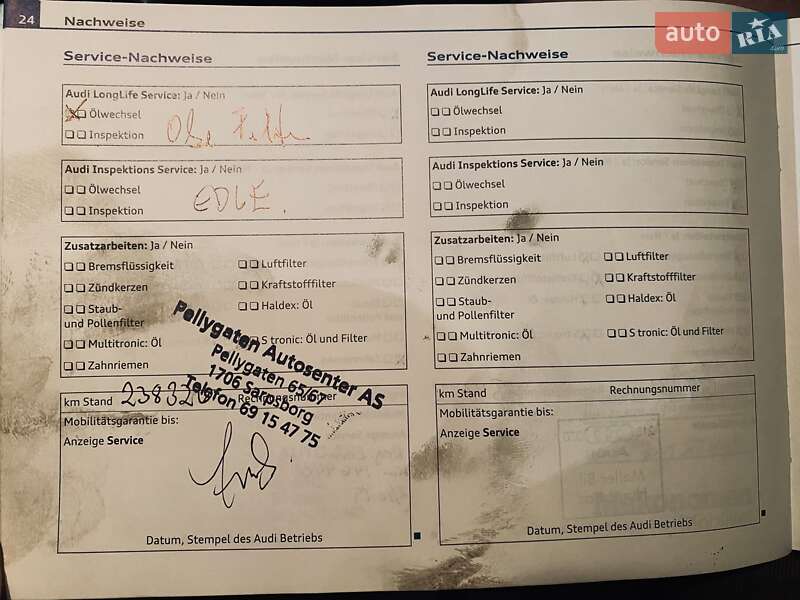 24 Nachweise
auto RIA .com
Service-Nachweise
Audi LongLife Service: Ja / Nein
Ölwechsel
Inspektion
Audi Inspektions Service: Ja / Nein
Ölwechsel
Inspektion
EDLE.
Zusatzarbeiten: Ja / Nein
Bremsflüssigkeit
Luftfilter
Zündkerzen
Kraftstofffilter
Staub-
und Pollenfilter
Haldex: Öl
Multitronic: Öl
S tronic: Öl und Filter
Zahnriemen
Pellygaten Autosenter AS
Pellygaten 65/67
1706 Sarpsborg
Telefon 69 15 47 75
km Stand
Rechnungsnummer
Mobilitätsgarantie bis:
Anzeige Service
Datum, Stempel des Audi Betriebs
Service-Nachweise
Audi LongLife Service: Ja / Nein
Ölwechsel
Inspektion
Audi Inspektions Service: Ja / Nein
Ölwechsel
Inspektion
Zusatzarbeiten: Ja / Nein
Bremsflüssigkeit
Luftfilter
Zündkerzen
Kraftstofffilter
Staub-
und Pollenfilter
Haldex: Öl
Multitronic: Öl
S tronic: Öl und Filter
Zahnriemen
km Stand
Rechnungsnummer
Mobilitätsgarantie bis:
Anzeige Service
Datum, Stempel des Audi Betriebs